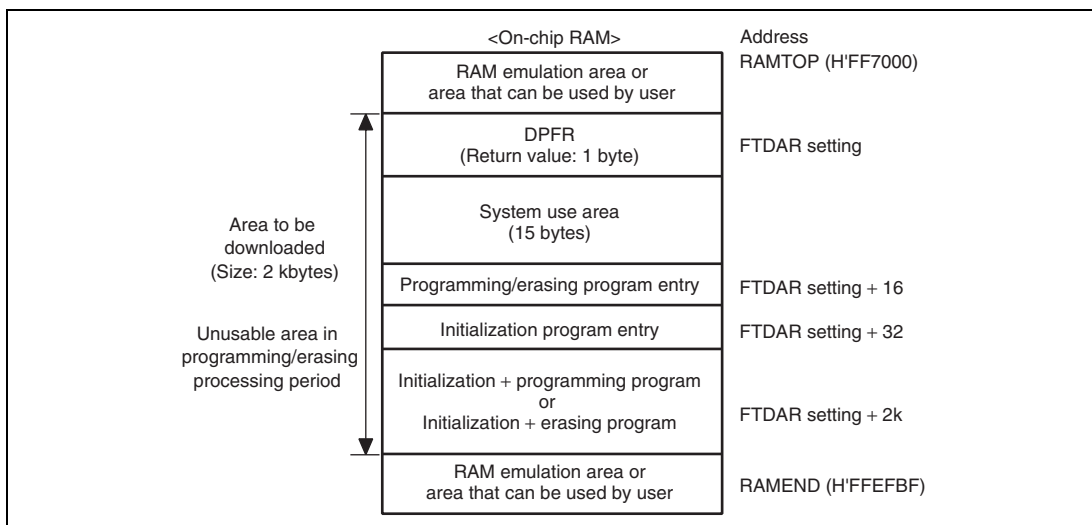 <On-chip RAM>
Address
RAMTOP (H'FF7000)
RAM emulation area or
area that can be used by user
DPFR
(Return value: 1 byte)
FTDAR setting
System use area
(15 bytes)
Area to be
downloaded
(Size: 2 kbytes)
Programming/erasing program entry
FTDAR setting + 16
Initialization program entry
FTDAR setting + 32
Unusable area in
programming/erasing
processing period
Initialization + programming program
or
Initialization + erasing program
FTDAR setting + 2k
RAM emulation area or
area that can be used by user
RAMEND (H'FFEFBF)